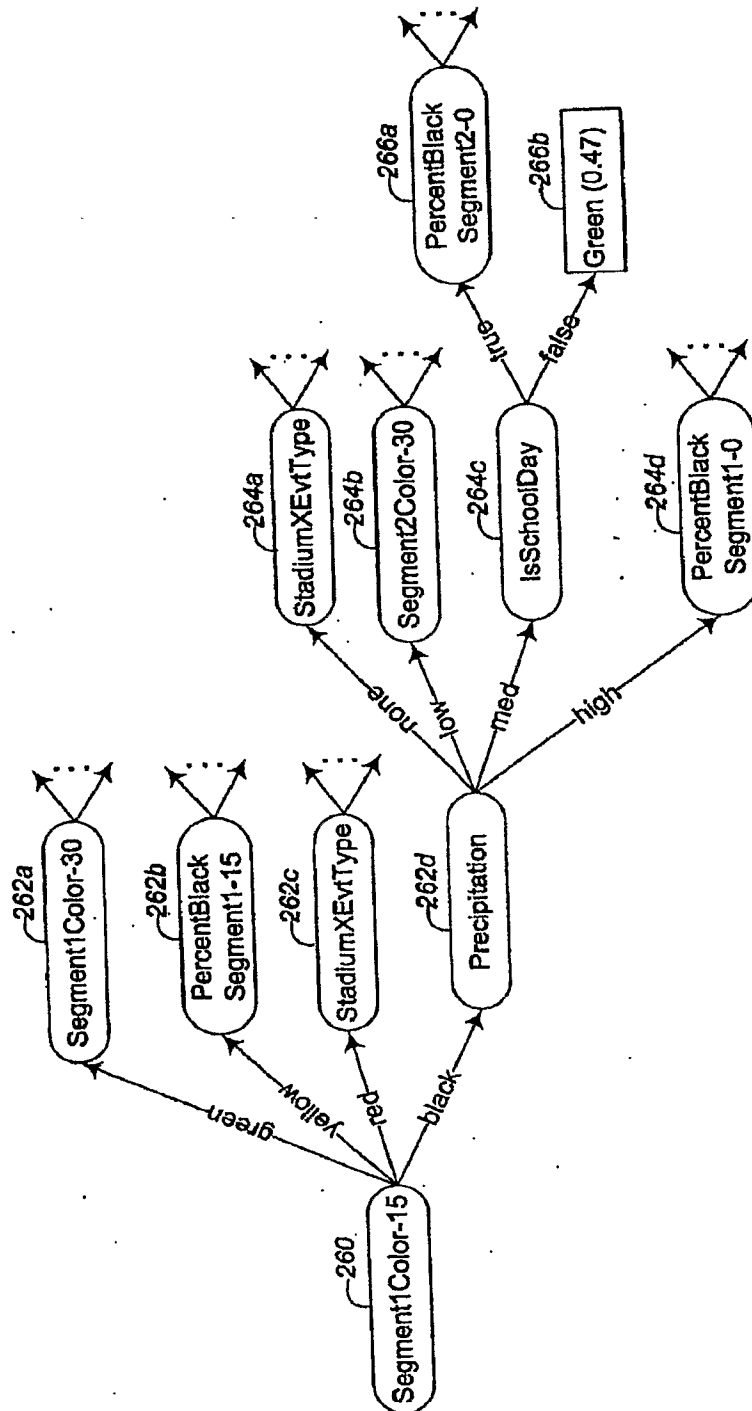 260
Segment1Color-15
green
yellow
red
black
262a
Segment1Color-30
262b
PercentBlack
Segment1-15
262c
StadiumXEvtType
262d
Precipitation
none
low
med
high
264a
StadiumXEvtType
264b
Segment2Color-30
264c
IsSchoolDay
264d
PercentBlack
Segment1-0
true
false
266a
PercentBlack
Segment2-0
266b
Green (0.47)